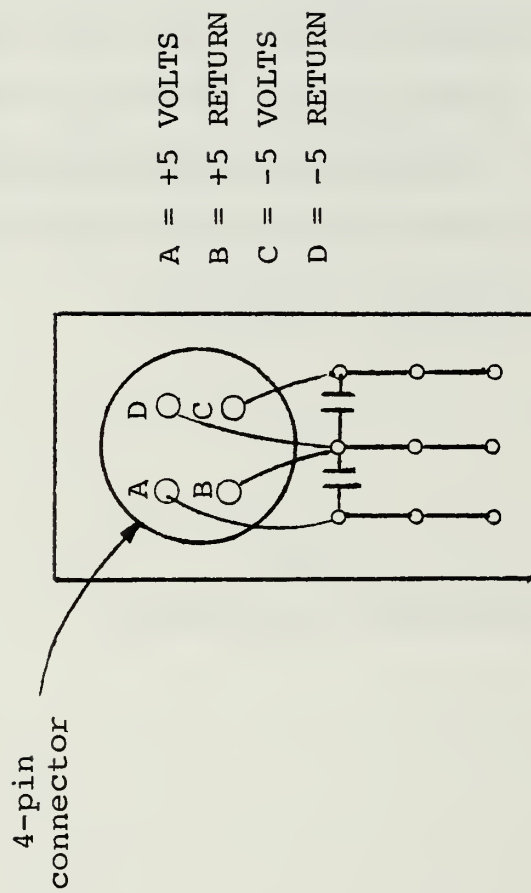 4-pin
connector
A
B
C
D
A = +5 VOLTS
B = +5 RETURN
C = -5 VOLTS
D = -5 RETURN